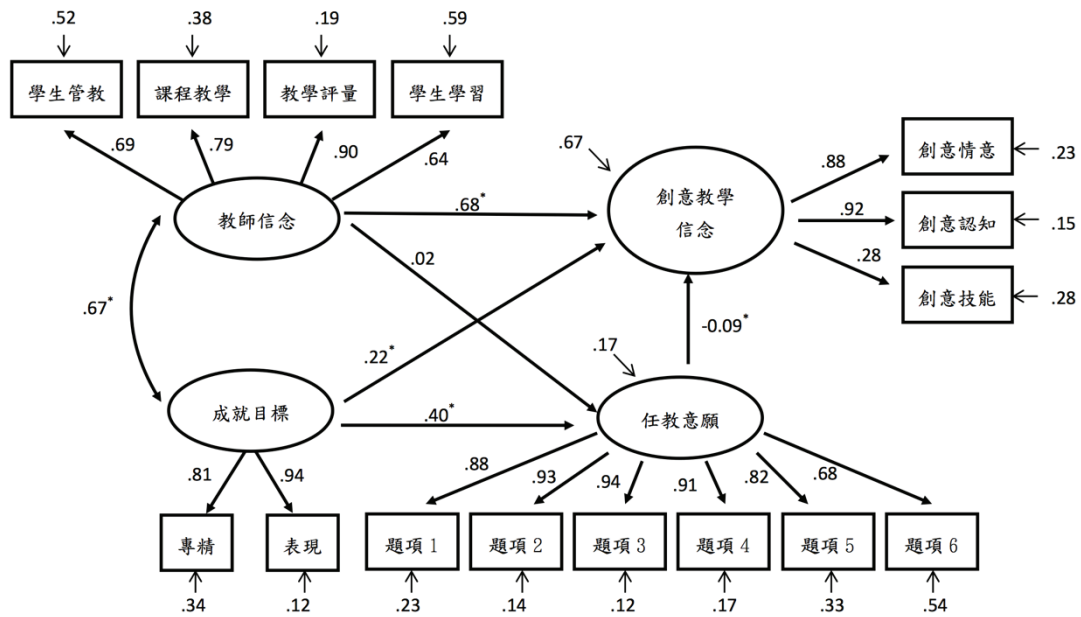 .52 .38 .19 .59
學生管教 課程教學 教學評量 學生學習
.69 .79 .90 .64
.67
.88
創意情意 .23
教師信念
.68*
創意教學
信念
.92
創意認知 .15
.02
.28
創意技能 .28
.67*
-0.09*
.22*
.17
成就目標
.40*
任教意願
.81 .94
.88 .93 .94 .91 .82 .68
專精 表現 題項 1 題項 2 題項 3 題項 4 題項 5 題項 6
.34 .12 .23 .14 .12 .17 .33 .54